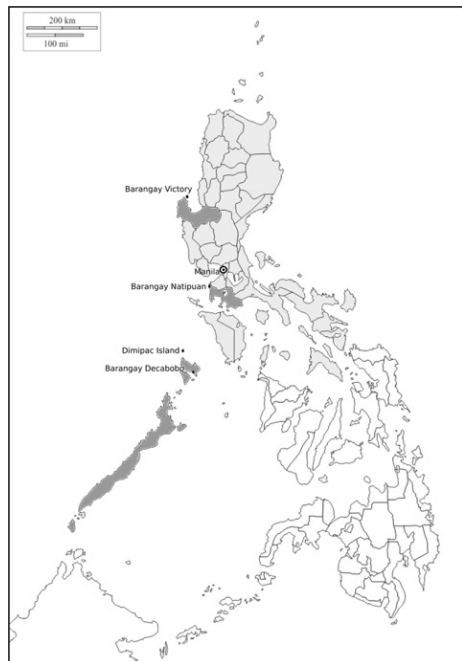 200 km
100 mi
Barangay Victory
Manila
Barangay Natipuan
Dimipac Island
Barangay Decabobo